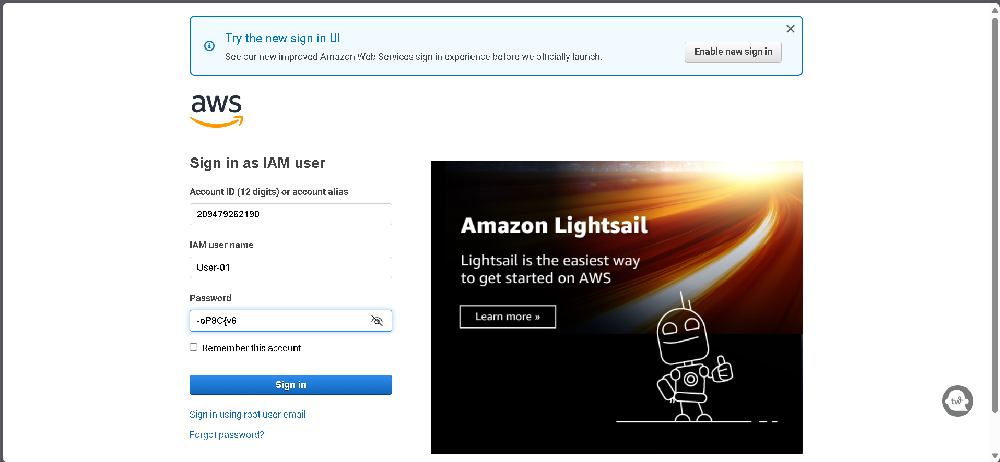 Try the new sign in UI
See our new improved Amazon Web Services sign in experience before we officially launch.
Enable new sign in
aws
Sign in as IAM user
Account ID (12 digits) or account alias
209479262190
IAM user name
User-01
Password
-oP8C{v6
Remember this account
Sign in
Sign in using root user email
Forgot password?
Amazon Lightsail
Lightsail is the easiest way
to get started on AWS
Learn more »
tw